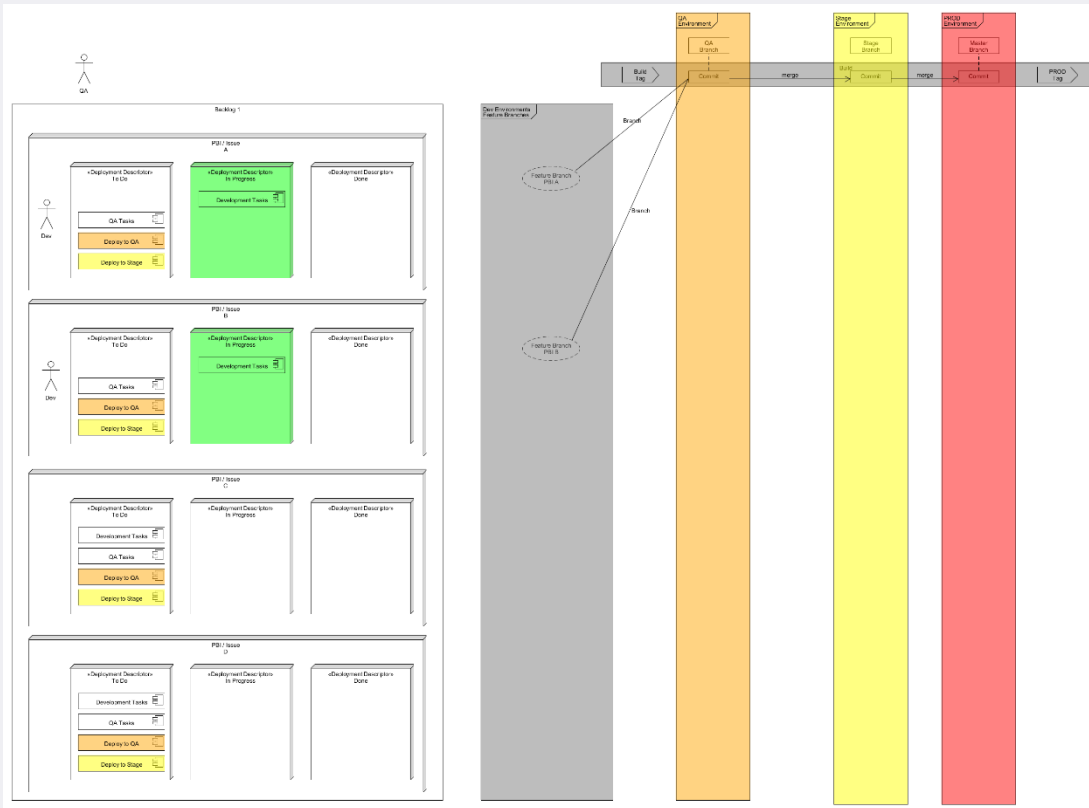 QA
Backlog 1
PBI / Issue
A
«Deployment Descriptor»
To Do
QA Tasks
Deploy to QA
Deploy to Stage
«Deployment Descriptor»
In Progress
Development Tasks
«Deployment Descriptor»
Done
Dev
PBI / Issue
B
«Deployment Descriptor»
To Do
QA Tasks
Deploy to QA
Deploy to Stage
«Deployment Descriptor»
In Progress
Development Tasks
«Deployment Descriptor»
Done
Dev
PBI / Issue
C
«Deployment Descriptor»
To Do
Development Tasks
QA Tasks
Deploy to QA
Deploy to Stage
«Deployment Descriptor»
In Progress
«Deployment Descriptor»
Done
PBI / Issue
D
«Deployment Descriptor»
To Do
Development Tasks
QA Tasks
Deploy to QA
Deploy to Stage
«Deployment Descriptor»
In Progress
«Deployment Descriptor»
Done
Dev Environments
Feature Branches
Feature Branch
PBI A
Feature Branch
PBI B
Branch
Branch
Build
Tag
QA
Environment
QA
Branch
Commit
merge
Stage
Environment
Stage
Branch
Build
Commit
merge
PROD
Environment
Master
Branch
Commit
PROD
Tag